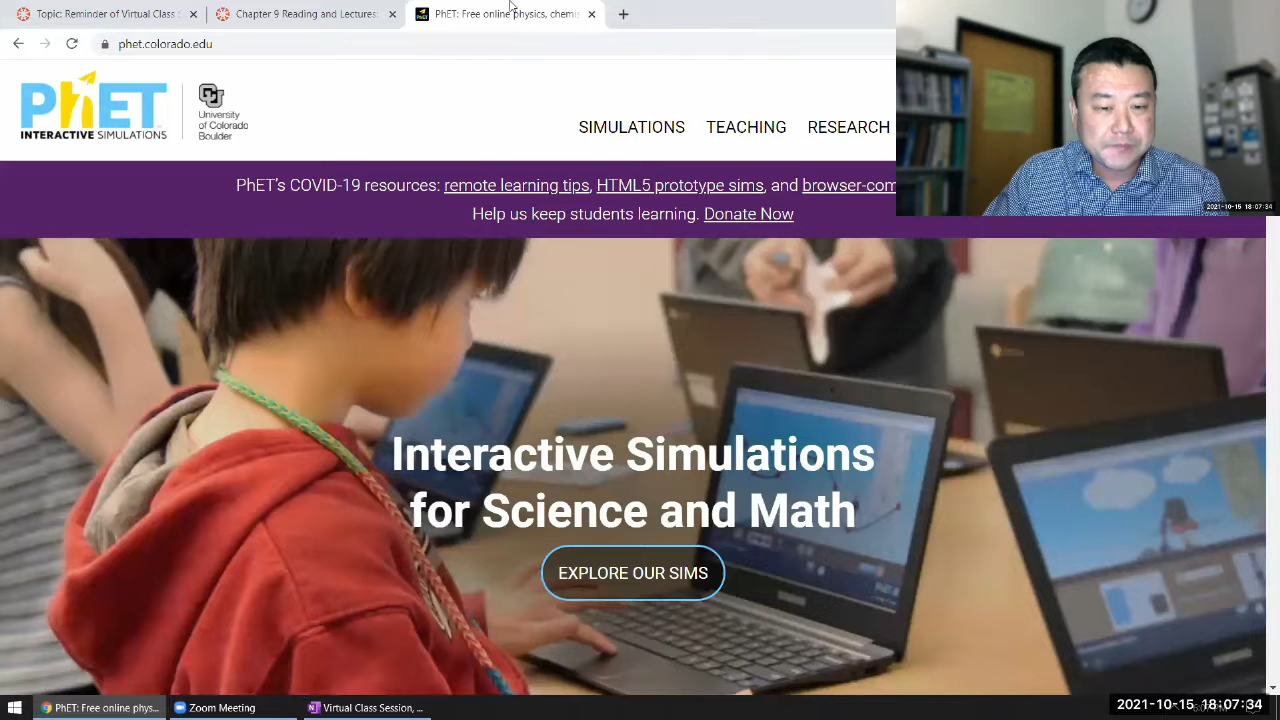 Topic: Reminder of Virtual Class S
Chapter 9 Reading and Lectures:
PhET: Free online physics, chemis
phet.colorado.edu
PhET
INTERACTIVE SIMULATIONS
CU
University
of Colorado
Boulder
SIMULATIONS
TEACHING
RESEARCH
PhET's COVID-19 resources: remote learning tips, HTML5 prototype sims, and browser-com
Help us keep students learning. Donate Now
2021-10-15 18:07:34
Interactive Simulations
for Science and Math
EXPLORE OUR SIMS
PhET: Free online phys...
Zoom Meeting
Virtual Class Session, ...
2021-10-15 18:07:34